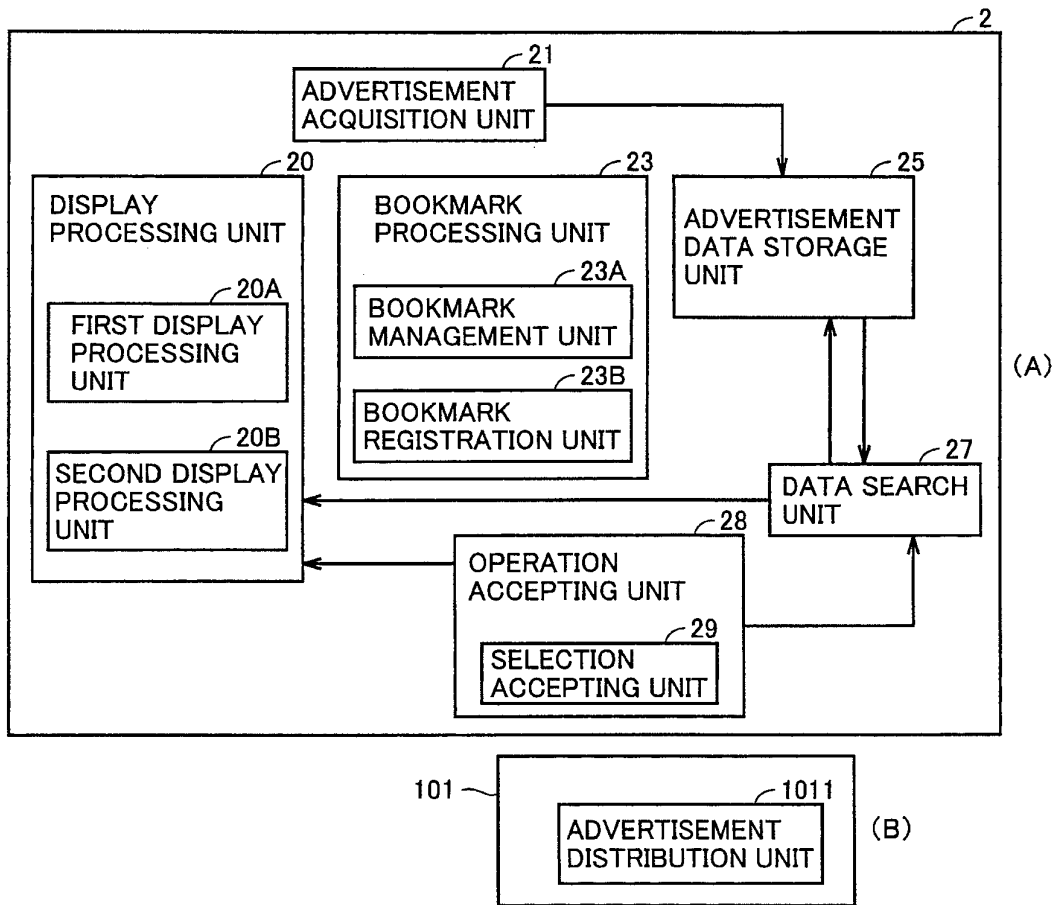 2
21
ADVERTISEMENT
ACQUISITION UNIT
20
DISPLAY
PROCESSING UNIT
20A
FIRST DISPLAY
PROCESSING
UNIT
20B
SECOND DISPLAY
PROCESSING
UNIT
23
BOOKMARK
PROCESSING UNIT
23A
BOOKMARK
MANAGEMENT UNIT
23B
BOOKMARK
REGISTRATION UNIT
25
ADVERTISEMENT
DATA STORAGE
UNIT
(A)
27
DATA SEARCH
UNIT
28
OPERATION
ACCEPTING UNIT
29
SELECTION
ACCEPTING UNIT
101
1011
ADVERTISEMENT
DISTRIBUTION UNIT
(B)